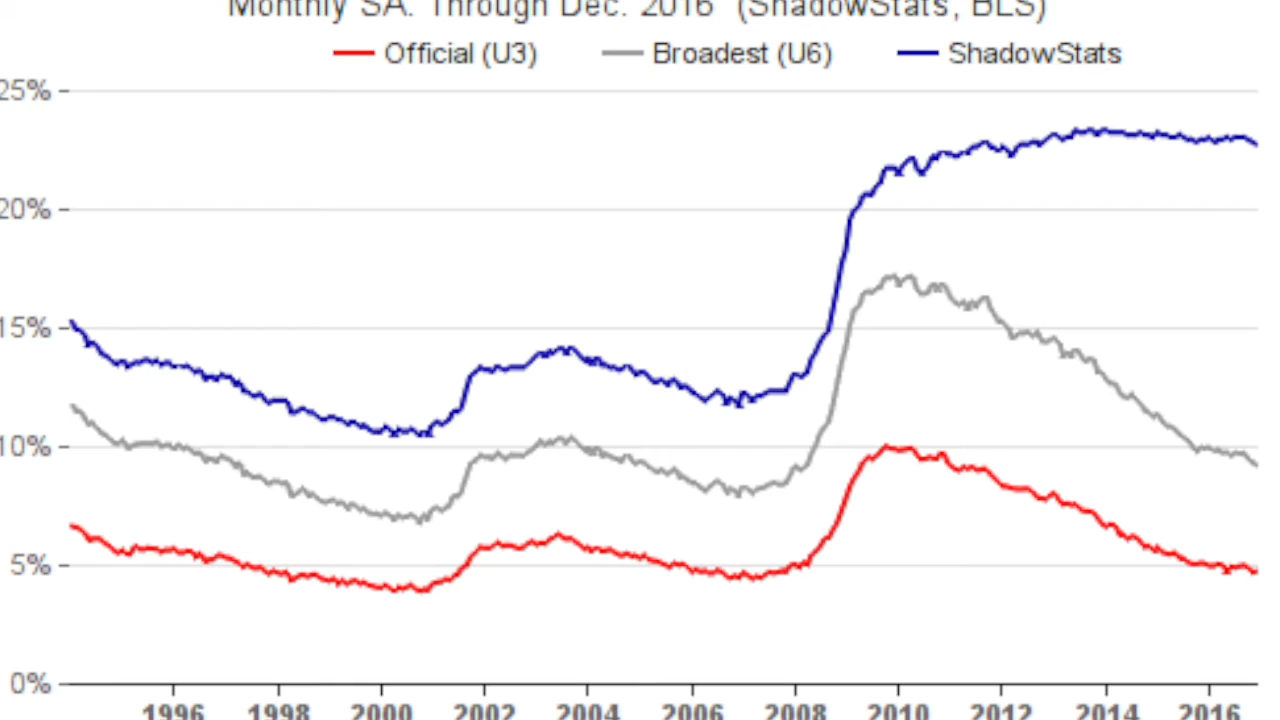 Monthly SA. Through Dec. 2016 (ShadowStats, BLS)
Official (U3) Broadest (U6) ShadowStats
25%
20%
15%
10%
5%
0%
1996 1998 2000 2002 2004 2006 2008 2010 2012 2014 2016